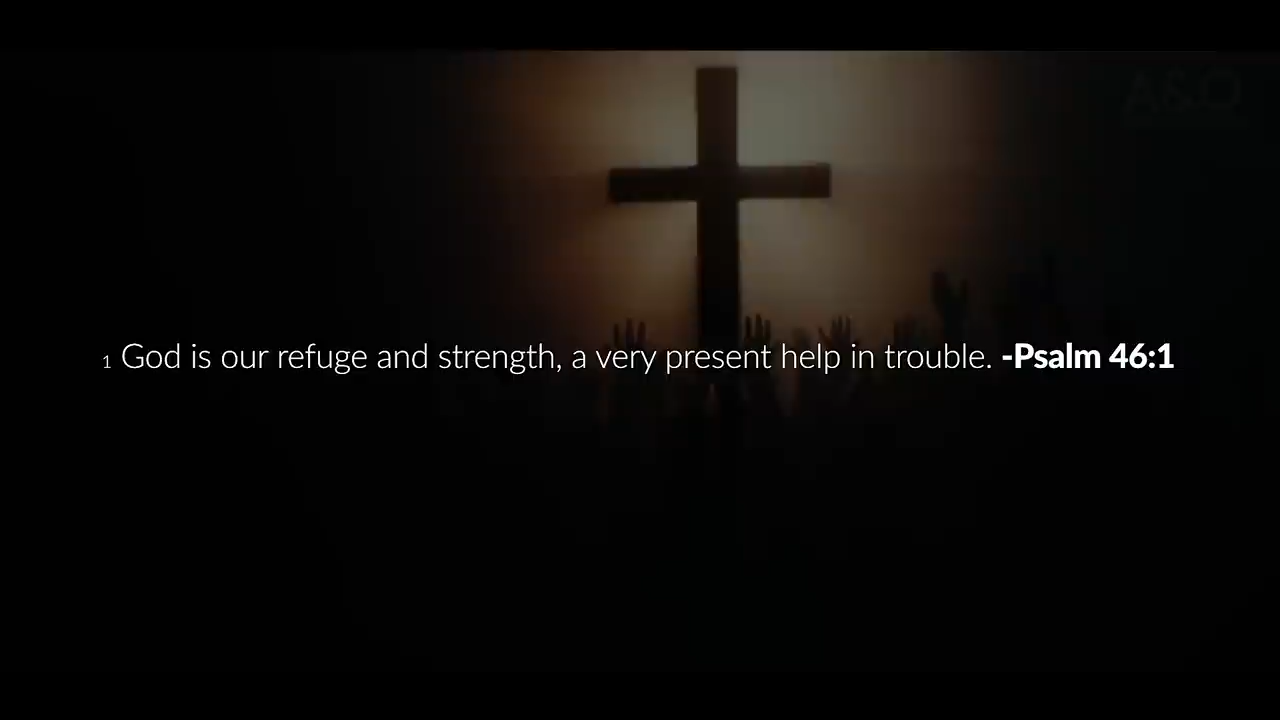 A&O
1 God is our refuge and strength, a very present help in trouble. -Psalm 46:1